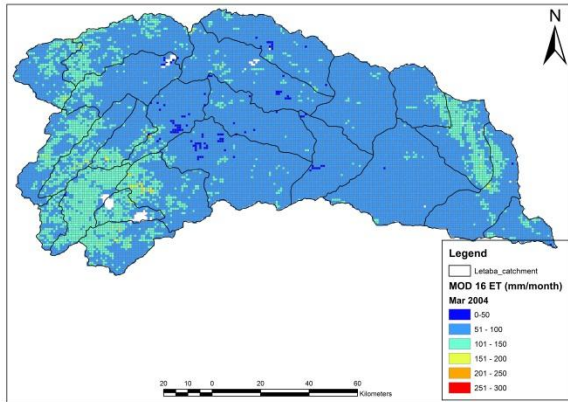 N
Legend
Letaba_catchment
MOD 16 ET (mm/month)
Mar 2004
0-50
51 - 100
101 - 150
151 - 200
201 - 250
251 - 300
20 10 0 20 40 60
Kilometers